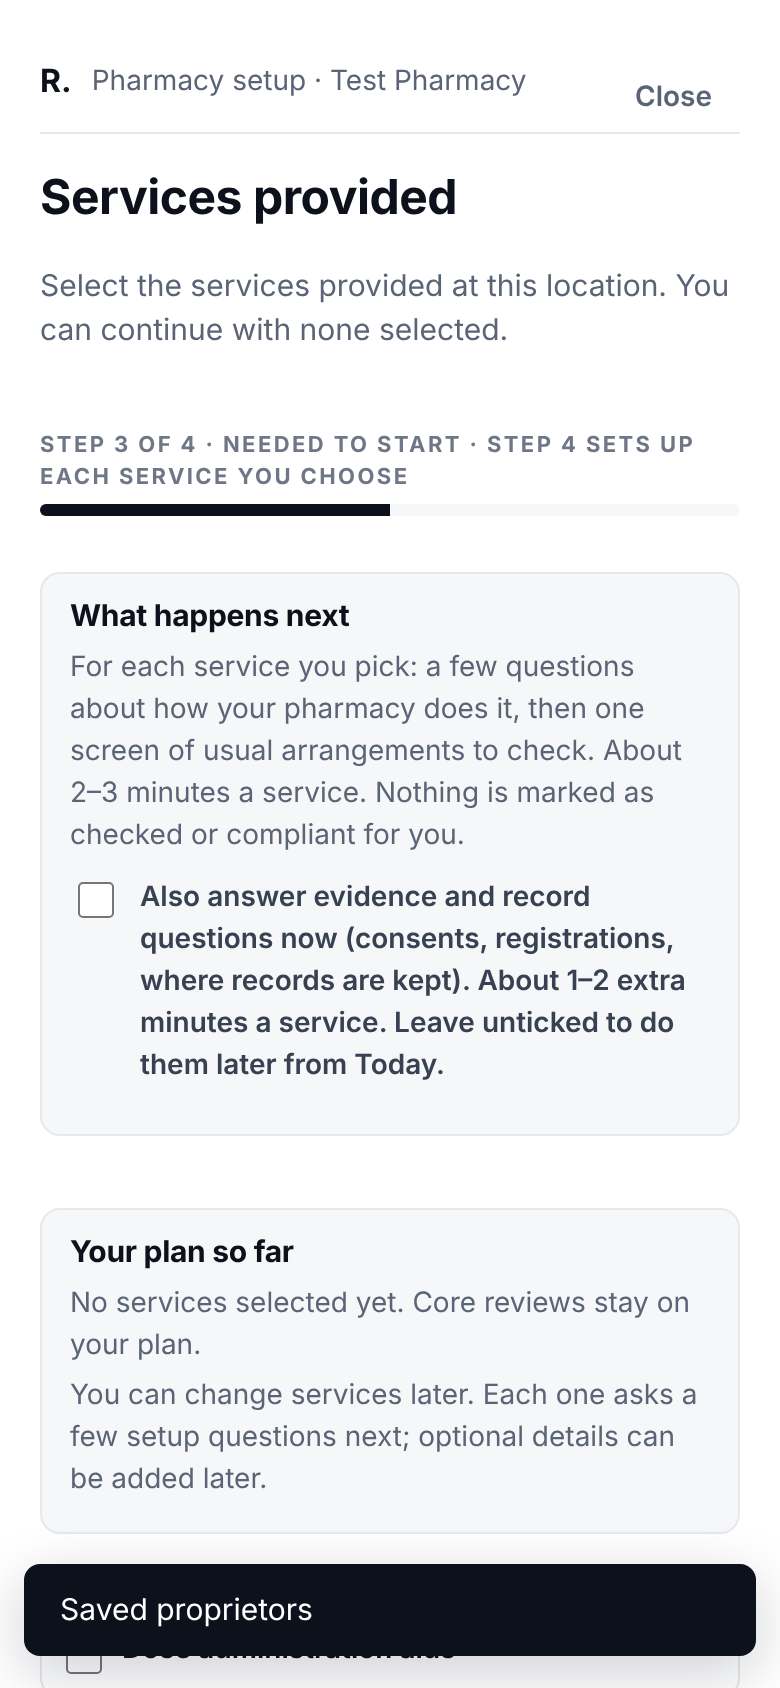 R. Pharmacy setup · Test Pharmacy
Close
Services provided
Select the services provided at this location. You
can continue with none selected.
STEP 3 OF 4 · NEEDED TO START · STEP 4 SETS UP
EACH SERVICE YOU CHOOSE
What happens next
For each service you pick: a few questions
about how your pharmacy does it, then one
screen of usual arrangements to check. About
2–3 minutes a service. Nothing is marked as
checked or compliant for you.
Also answer evidence and record
questions now (consents, registrations,
where records are kept). About 1–2 extra
minutes a service. Leave unticked to do
them later from Today.
Your plan so far
No services selected yet. Core reviews stay on
your plan.
You can change services later. Each one asks a
few setup questions next; optional details can
be added later.
Saved proprietors